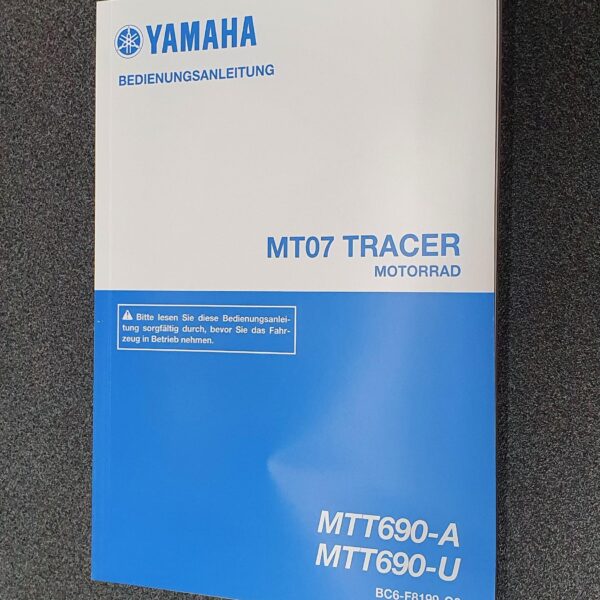 YAMAHA
BEDIENUNGSANLEITUNG
MT07 TRACER
MOTORRAD
Bitte lesen Sie diese Bedienungsanlei-
tung sorgfältig durch, bevor Sie das Fahr-
zeug in Betrieb nehmen.
MTT690-A
MTT690-U